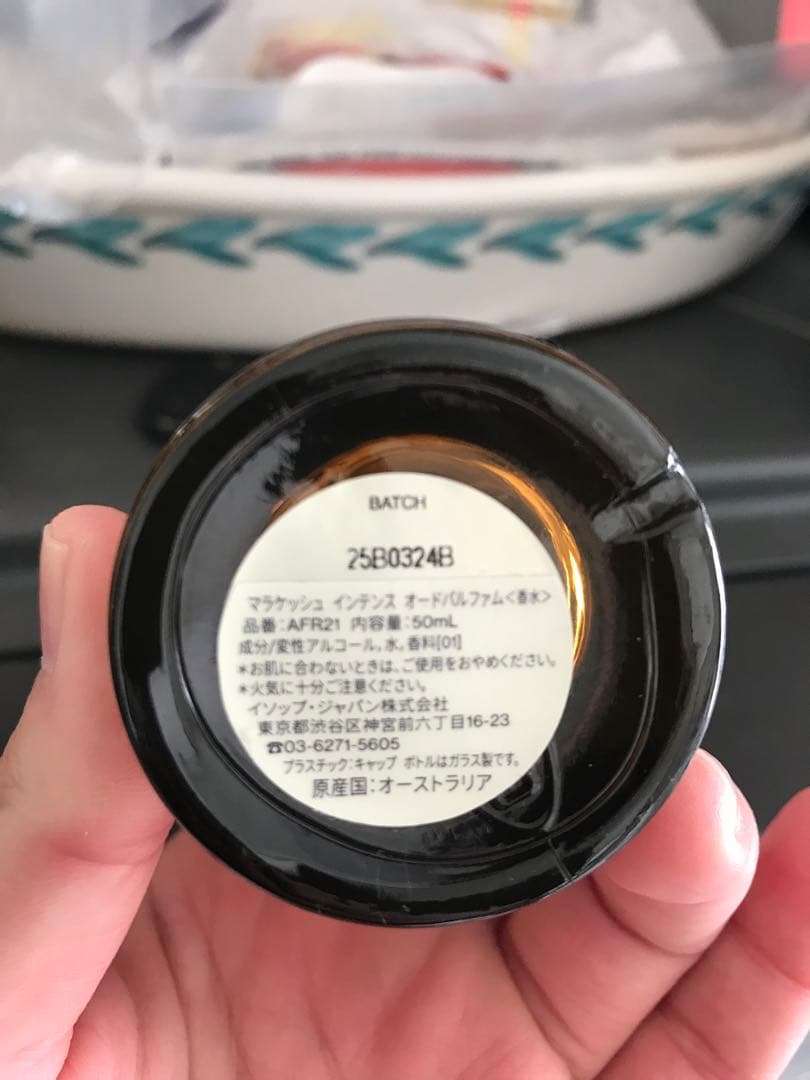 BATCH
25B0324B
マラケッシュ インテンス オードパルファム<香水>
品番:AFR21 内容量:50mL
成分/変性アルコール,水,香料[01]
*お肌に合わないときは、ご使用をおやめください。
*火気に十分ご注意ください。
イソップ・ジャパン株式会社
東京都渋谷区神宮前六丁目16-23
☎03-6271-5605
プラスチック:キャップ ボトルはガラス製です。
原産国:オーストラリア